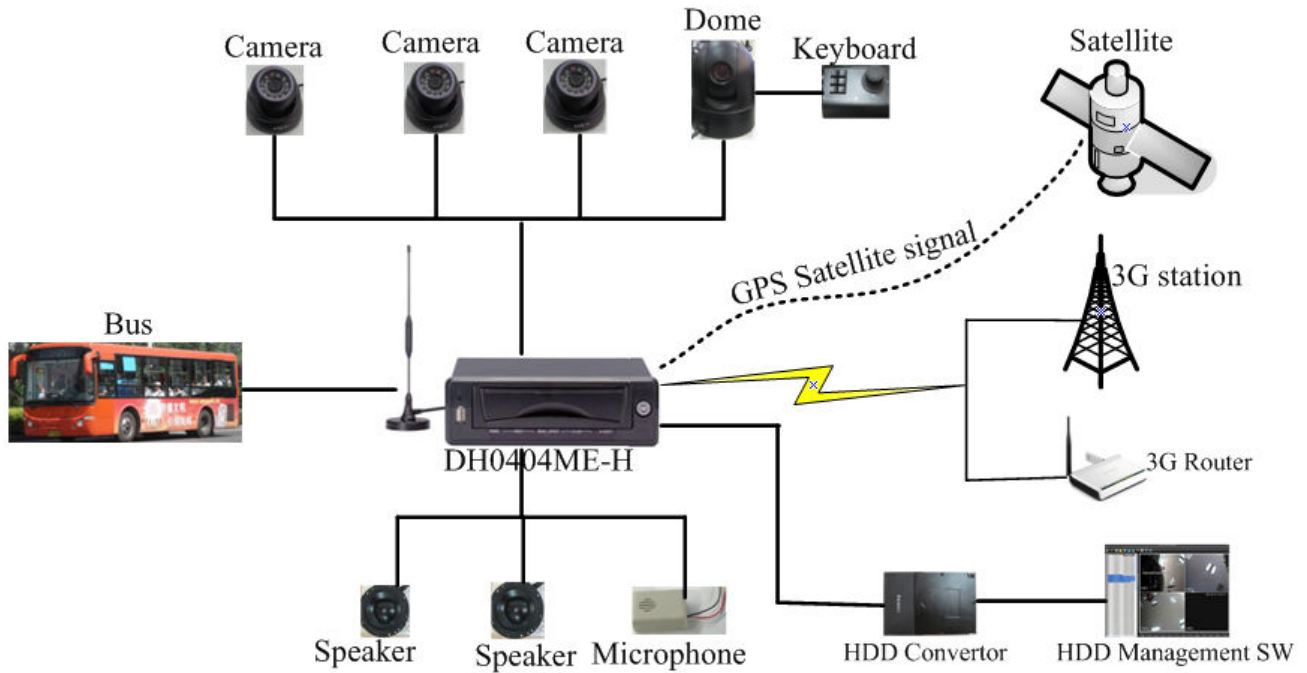 Camera
Camera
Camera
Dome
Keyboard
Satellite
GPS Satellite signal
3G station
Bus
DH0404ME-H
3G Router
Speaker
Speaker
Microphone
HDD Convertor
HDD Management SW